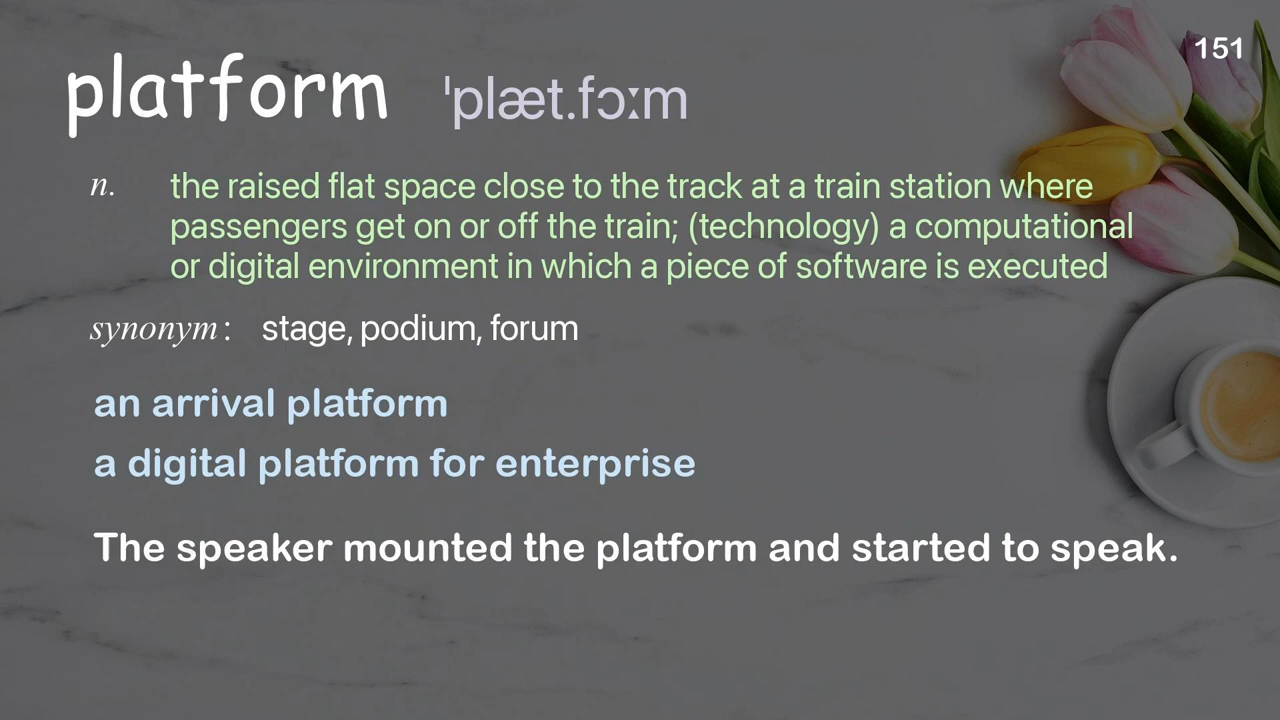 151
platform ˈplæt.fɔːm
n. the raised flat space close to the track at a train station where
passengers get on or off the train; (technology) a computational
or digital environment in which a piece of software is executed
synonym: stage, podium, forum
an arrival platform
a digital platform for enterprise
The speaker mounted the platform and started to speak.